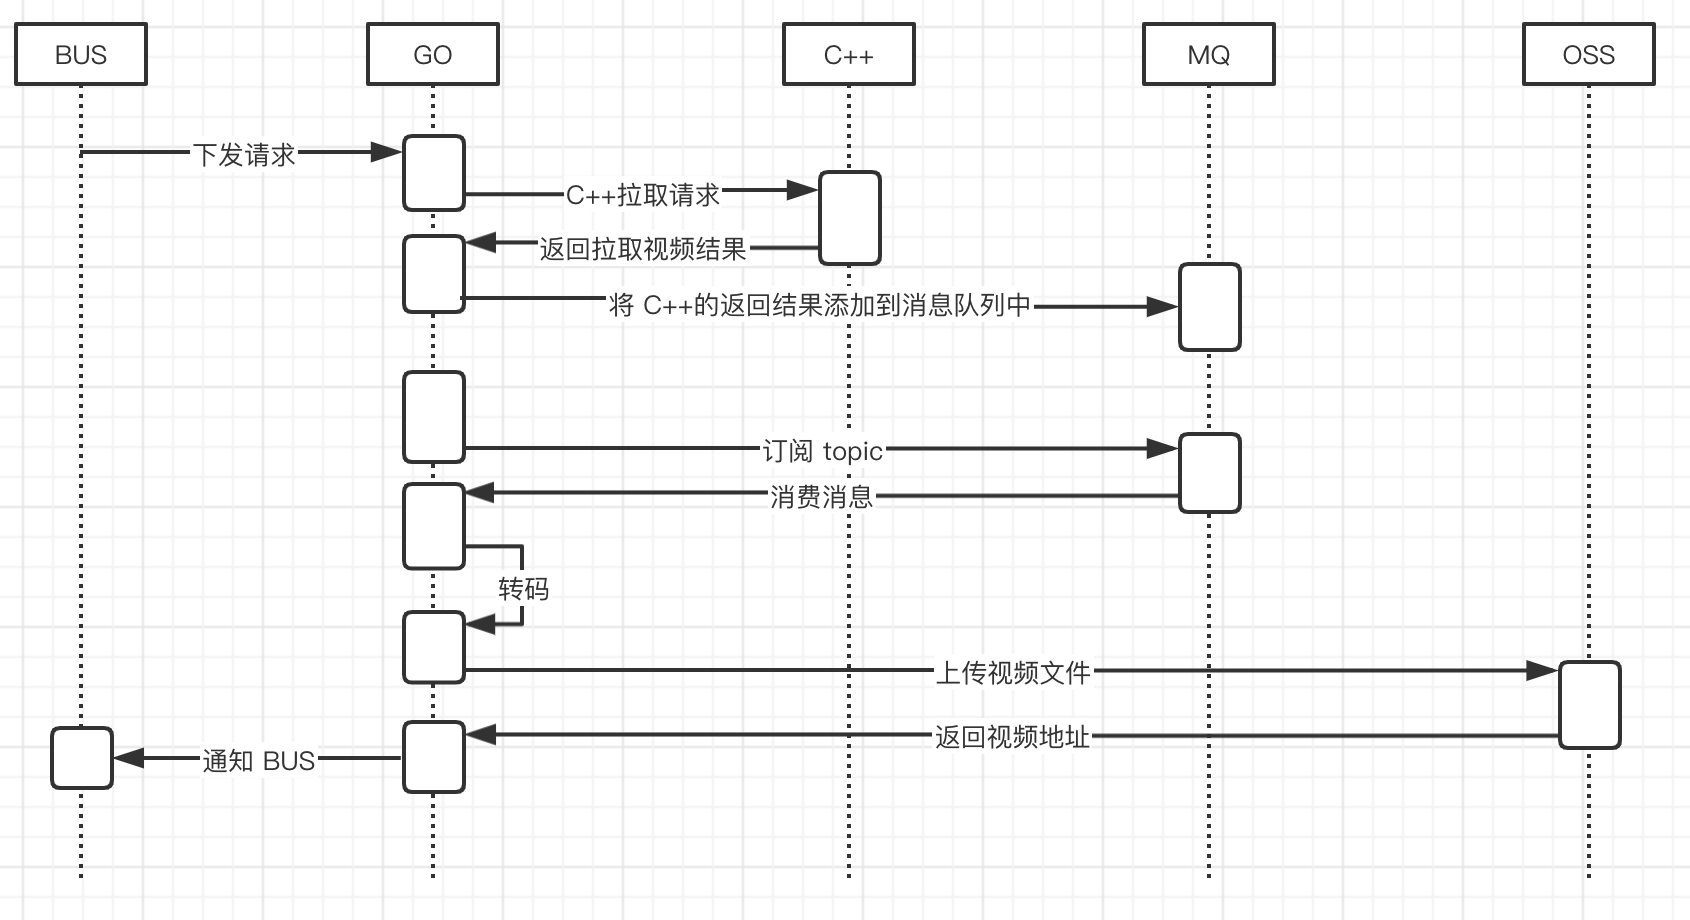 BUS
GO
C++
MQ
OSS
下发请求
C++拉取请求
返回拉取视频结果
将 C++的返回结果添加到消息队列中
订阅 topic
消费消息
转码
上传视频文件
返回视频地址
通知 BUS